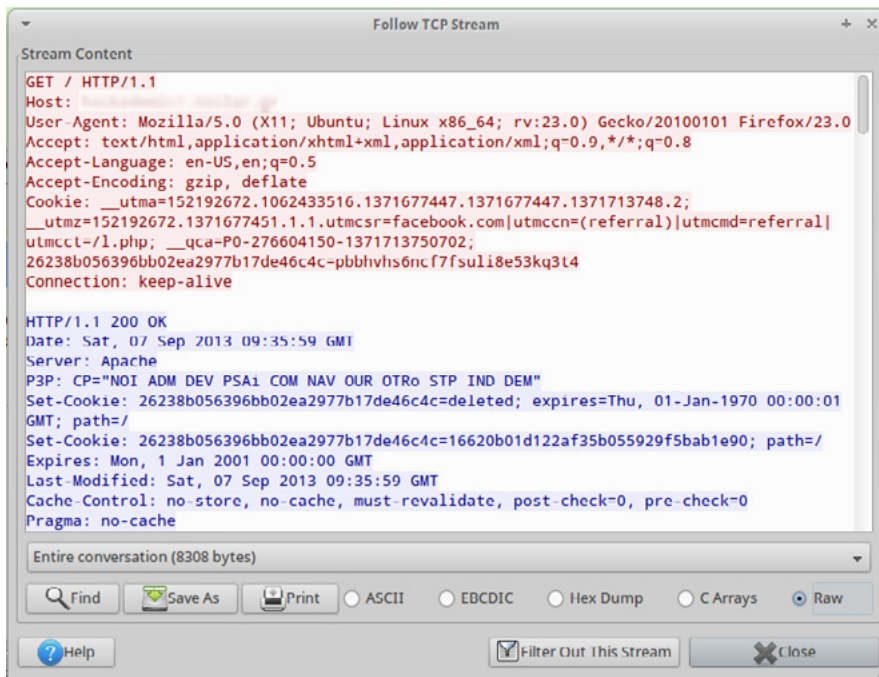 Follow TCP Stream
Stream Content
GET / HTTP/1.1
Host:
User-Agent: Mozilla/5.0 (X11; Ubuntu; Linux x86_64; rv:23.0) Gecko/20100101 Firefox/23.0
Accept: text/html,application/xhtml+xml,application/xml;q=0.9,*/*;q=0.8
Accept-Language: en-US,en;q=0.5
Accept-Encoding: gzip, deflate
Cookie: __utma=152192672.1062433516.1371677447.1371677447.1371713748.2;
__utmz=152192672.1371677451.1.1.utmcsr=facebook.com|utmccn=(referral)|utmcmd=referral|
utmcct=/l.php; __qca=P0-276604150-1371713750702;
26238b056396bb02ea2977b17de46c4c=pbbhvhs6ncf7fsuli8e53kq3t4
Connection: keep-alive
HTTP/1.1 200 OK
Date: Sat, 07 Sep 2013 09:35:59 GMT
Server: Apache
P3P: CP="NOI ADM DEV PSAi COM NAV OUR OTRo STP IND DEM"
Set-Cookie: 26238b056396bb02ea2977b17de46c4c=deleted; expires=Thu, 01-Jan-1970 00:00:01
GMT; path=/
Set-Cookie: 26238b056396bb02ea2977b17de46c4c=16620b01d122af35b055929f5bab1e90; path=/
Expires: Mon, 1 Jan 2001 00:00:00 GMT
Last-Modified: Sat, 07 Sep 2013 09:35:59 GMT
Cache-Control: no-store, no-cache, must-revalidate, post-check=0, pre-check=0
Pragma: no-cache
Entire conversation (8308 bytes)
Find Save As Print ASCII EBCDIC Hex Dump C Arrays Raw
Help Filter Out This Stream Close